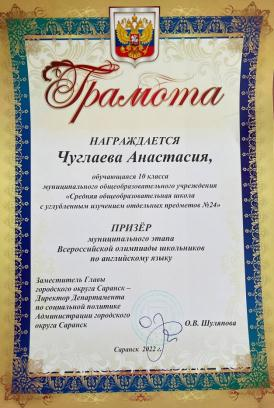 Грамота
НАГРАЖДАЕТСЯ
Чуглаева Анастасия,
обучающаяся 10 класса
муниципального общеобразовательного учреждения
«Средняя общеобразовательная школа
с углубленным изучением отдельных предметов №24»
ПРИЗЁР
муниципального этапа
Всероссийской олимпиады школьников
по английскому языку
Заместитель Главы
городского округа Саранск –
Директор Департамента
по социальной политике
Администрации городского
округа Саранск
О.В. Шуляпова
Саранск 2022 г.